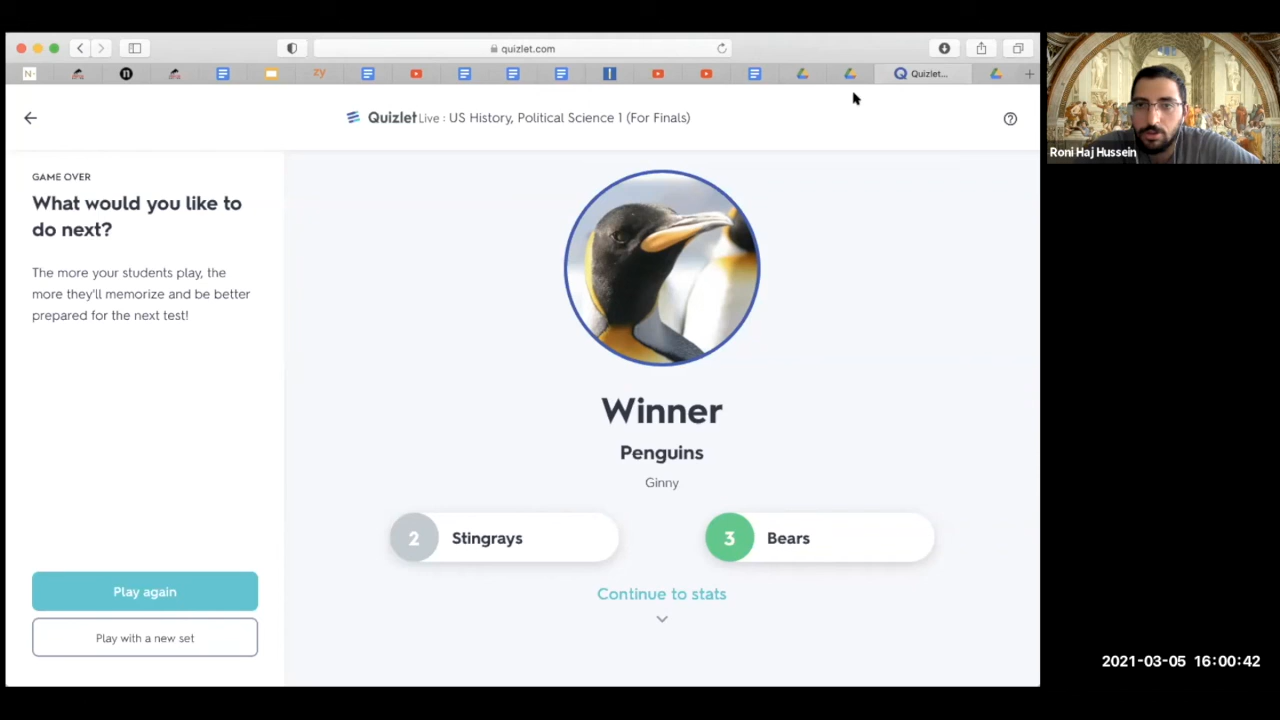 quizlet.com
N-
n
zy
Quizlet...
Quizlet Live : US History, Political Science 1 (For Finals)
Roni Haj Hussein
GAME OVER
What would you like to
do next?
The more your students play, the
more they'll memorize and be better
prepared for the next test!
Winner
Penguins
Ginny
2 Stingrays
3 Bears
Continue to stats
Play again
Play with a new set
2021-03-05 16:00:42